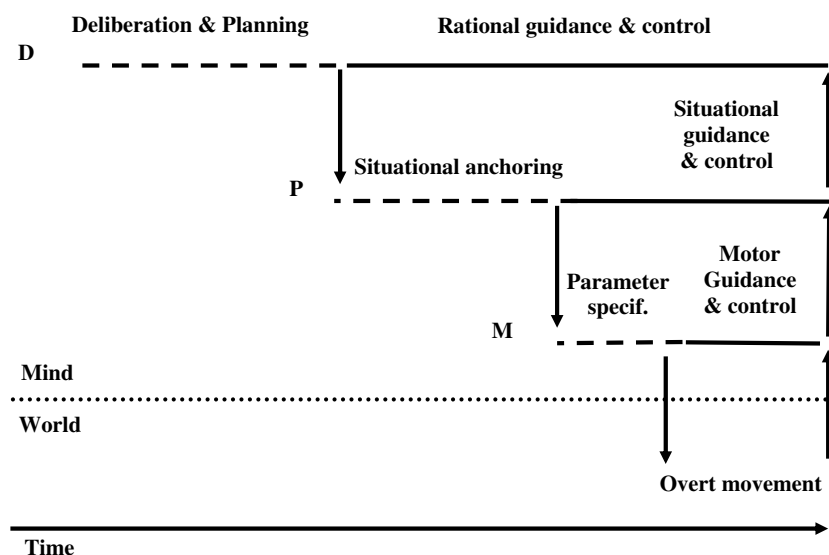 Deliberation & Planning
Rational guidance & control
D
Situational
guidance
& control
Situational anchoring
P
Motor
Guidance
& control
Parameter
specif.
M
Mind
World
Overt movement
Time